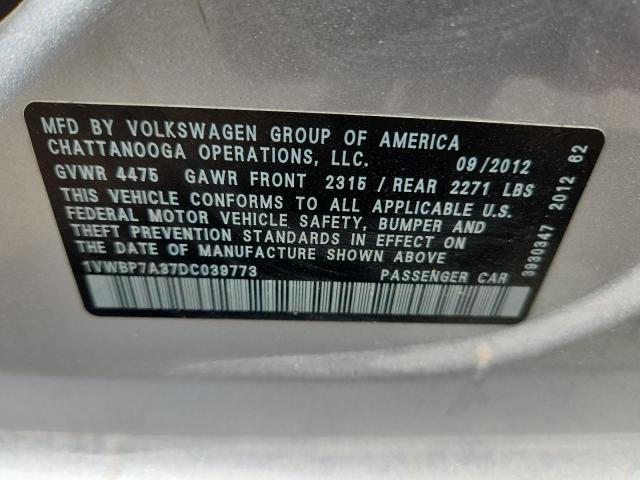 MFD BY VOLKSWAGEN GROUP OF AMERICA
CHATTANOOGA OPERATIONS, LLC. 09/2012
GVWR 4475 GAWR FRONT 2315 / REAR 2271 LBS
THIS VEHICLE CONFORMS TO ALL APPLICABLE U.S.
FEDERAL MOTOR VEHICLE SAFETY, BUMPER AND
THEFT PREVENTION STANDARDS IN EFFECT ON
THE DATE OF MANUFACTURE SHOWN ABOVE
1VWBP7A37DC039773 PASSENGER CAR
3930347 2012 62